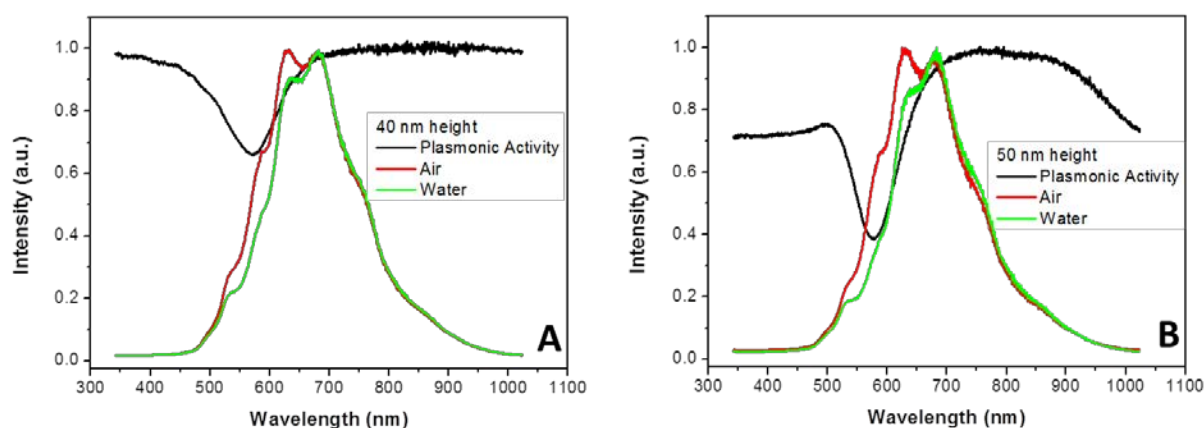 1.0
0.8
0.6
0.4
0.2
0.0
Intensity (a.u.)
40 nm height
Plasmonic Activity
Air
Water
A
300 400 500 600 700 800 900 1000 1100
Wavelength (nm)
1.0
0.8
0.6
0.4
0.2
0.0
Intensity (a.u.)
50 nm height
Plasmonic Activity
Air
Water
B
300 400 500 600 700 800 900 1000 1100
Wavelength (nm)